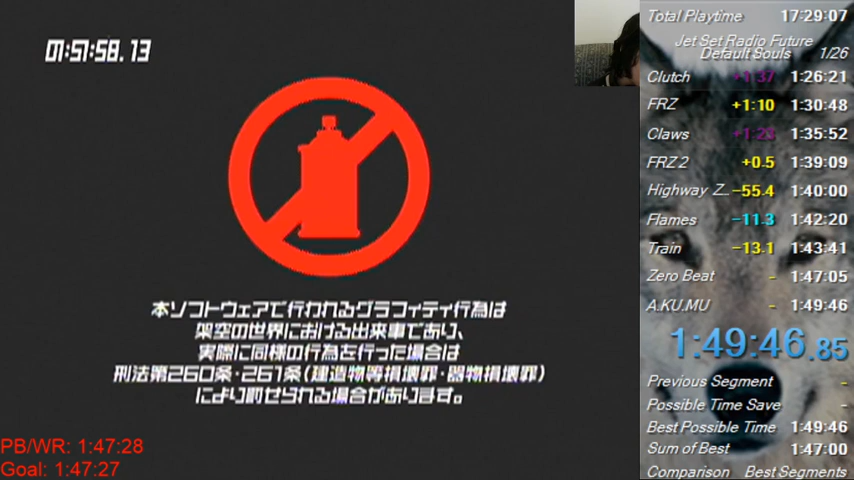 01:51:58.13
本ソフトウェアで行われるグラフィティ行為は
架空の世界における出来事であり、
実際に同様の行為を行った場合は
刑法第260条・261条(建造物等損壊罪・器物損壊罪)
により罰せられる場合があります。
PB/WR: 1:47:28
Goal: 1:47:27
Total Playtime 17:29:07
Jet Set Radio Future
Default Souls 1/26
Clutch +1:37 1:26:21
FRZ +1:10 1:30:48
Claws +1:23 1:35:52
FRZ 2 +0.5 1:39:09
Highway Z... -55.4 1:40:00
Flames -11.3 1:42:20
Train -13.1 1:43:41
Zero Beat - 1:47:05
A.KU.MU - 1:49:46
1:49:46.85
Previous Segment -
Possible Time Save -
Best Possible Time 1:49:46
Sum of Best 1:47:00
Comparison Best Segments